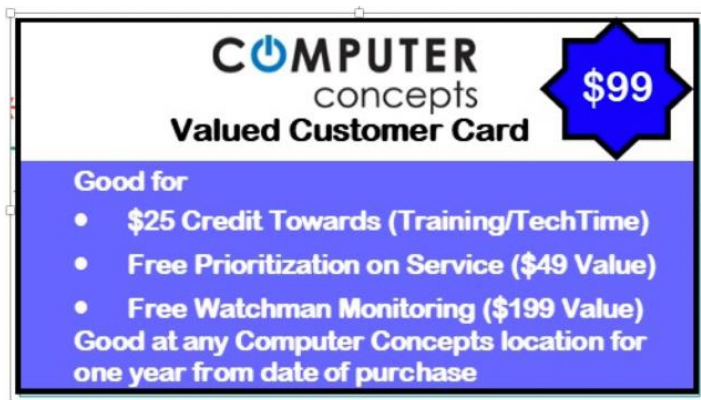 COMPUTER
concepts
Valued Customer Card
$99
Good for
• $25 Credit Towards (Training/TechTime)
• Free Prioritization on Service ($49 Value)
• Free Watchman Monitoring ($199 Value)
Good at any Computer Concepts location for
one year from date of purchase